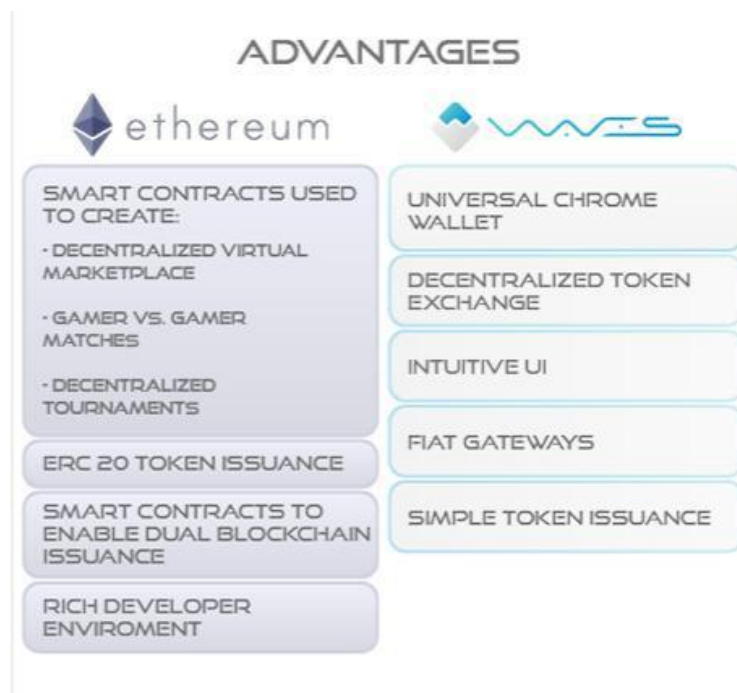 ADVANTAGES
ethereum
SMART CONTRACTS USED
TO CREATE:
• DECENTRALIZED VIRTUAL
MARKETPLACE
• GAMER VS. GAMER
MATCHES
• DECENTRALIZED
TOURNAMENTS
ERC 20 TOKEN ISSUANCE
SMART CONTRACTS TO
ENABLE DUAL BLOCKCHAIN
ISSUANCE
RICH DEVELOPER
ENVIROMENT
WAVES
UNIVERSAL CHROME
WALLET
DECENTRALIZED TOKEN
EXCHANGE
INTUITIVE UI
FIAT GATEWAYS
SIMPLE TOKEN ISSUANCE